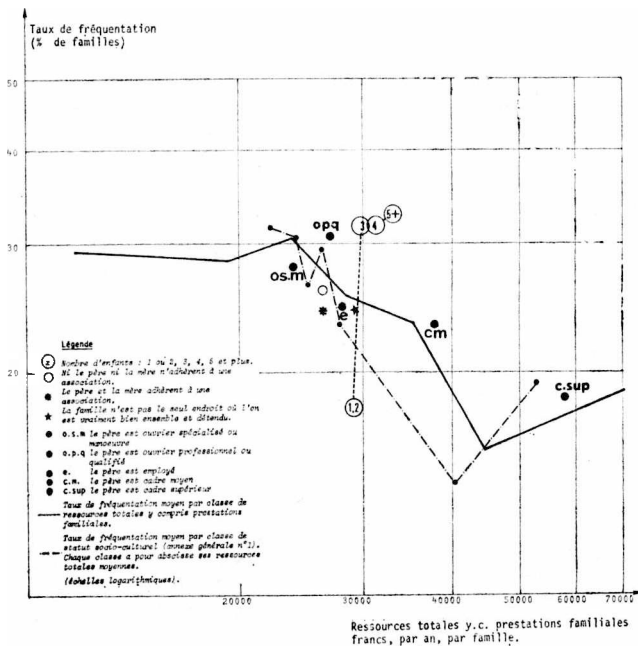 Taux de fréquentation
(% de familles)
50
40
30
20
opq
3
4
5+
os.m
e
cm
c.sup
1,2
Légende
z Nombre d'enfants : 1 ou 2, 3, 4, 5 et plus.
Ni le père ni la mère n'adhérent à une
association.
Le père et la mère adhérent à une
association.
La famille n'est pas le seul endroit où l'on
est vraiment bien ensemble et détendu.
o.s.m le père est ouvrier spécialisé ou
manoeuvre
o.p.q le père est ouvrier professionnel ou
qualifié
e. le père est employé
c.m. le père est cadre moyen
c.sup le père est cadre supérieur
Taux de fréquentation moyen par classe de
ressources totales y compris prestations
familiales.
Taux de fréquentation moyen par classe de
statut socio-culturel (annexe générale n°1).
Chaque classe a pour abscisse ses ressources
totales moyennes.
(échelles logarithmiques).
20000
30000
40000
50000
60000
70000
Ressources totales y.c. prestations familiales
francs, par an, par famille.